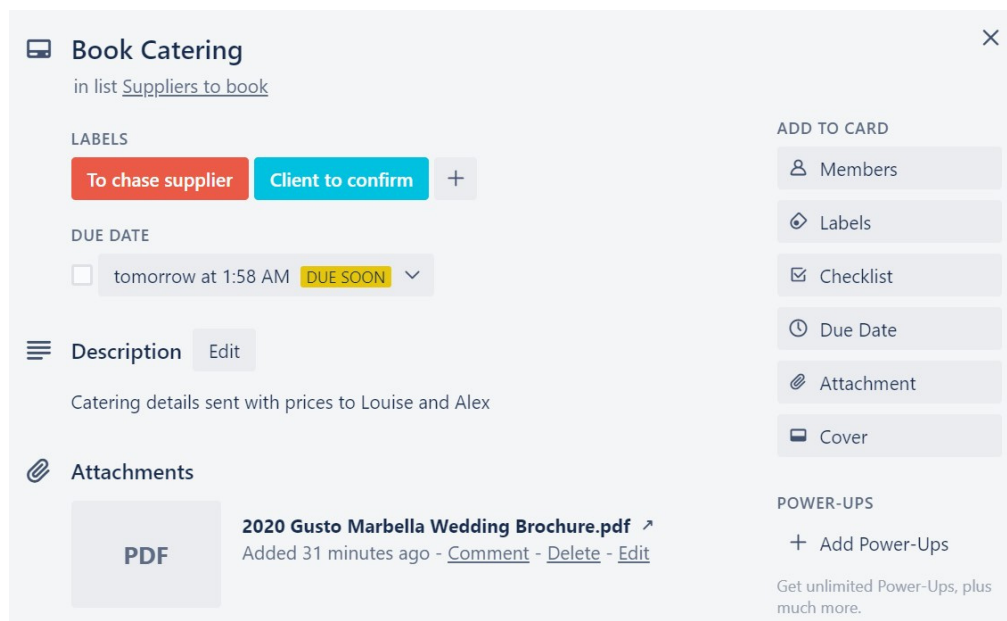 Book Catering
in list Suppliers to book
LABELS
To chase supplier Client to confirm +
DUE DATE
tomorrow at 1:58 AM DUE SOON
Description Edit
Catering details sent with prices to Louise and Alex
Attachments
PDF
2020 Gusto Marbella Wedding Brochure.pdf ↗
Added 31 minutes ago - Comment - Delete - Edit
ADD TO CARD
Members
Labels
Checklist
Due Date
Attachment
Cover
POWER-UPS
+ Add Power-Ups
Get unlimited Power-Ups, plus
much more.